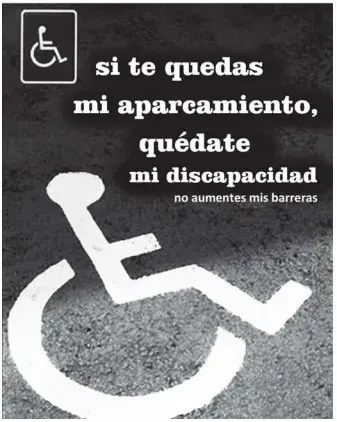 si te quedas
mi aparcamiento,
quédate
mi discapacidad
no aumentes mis barreras